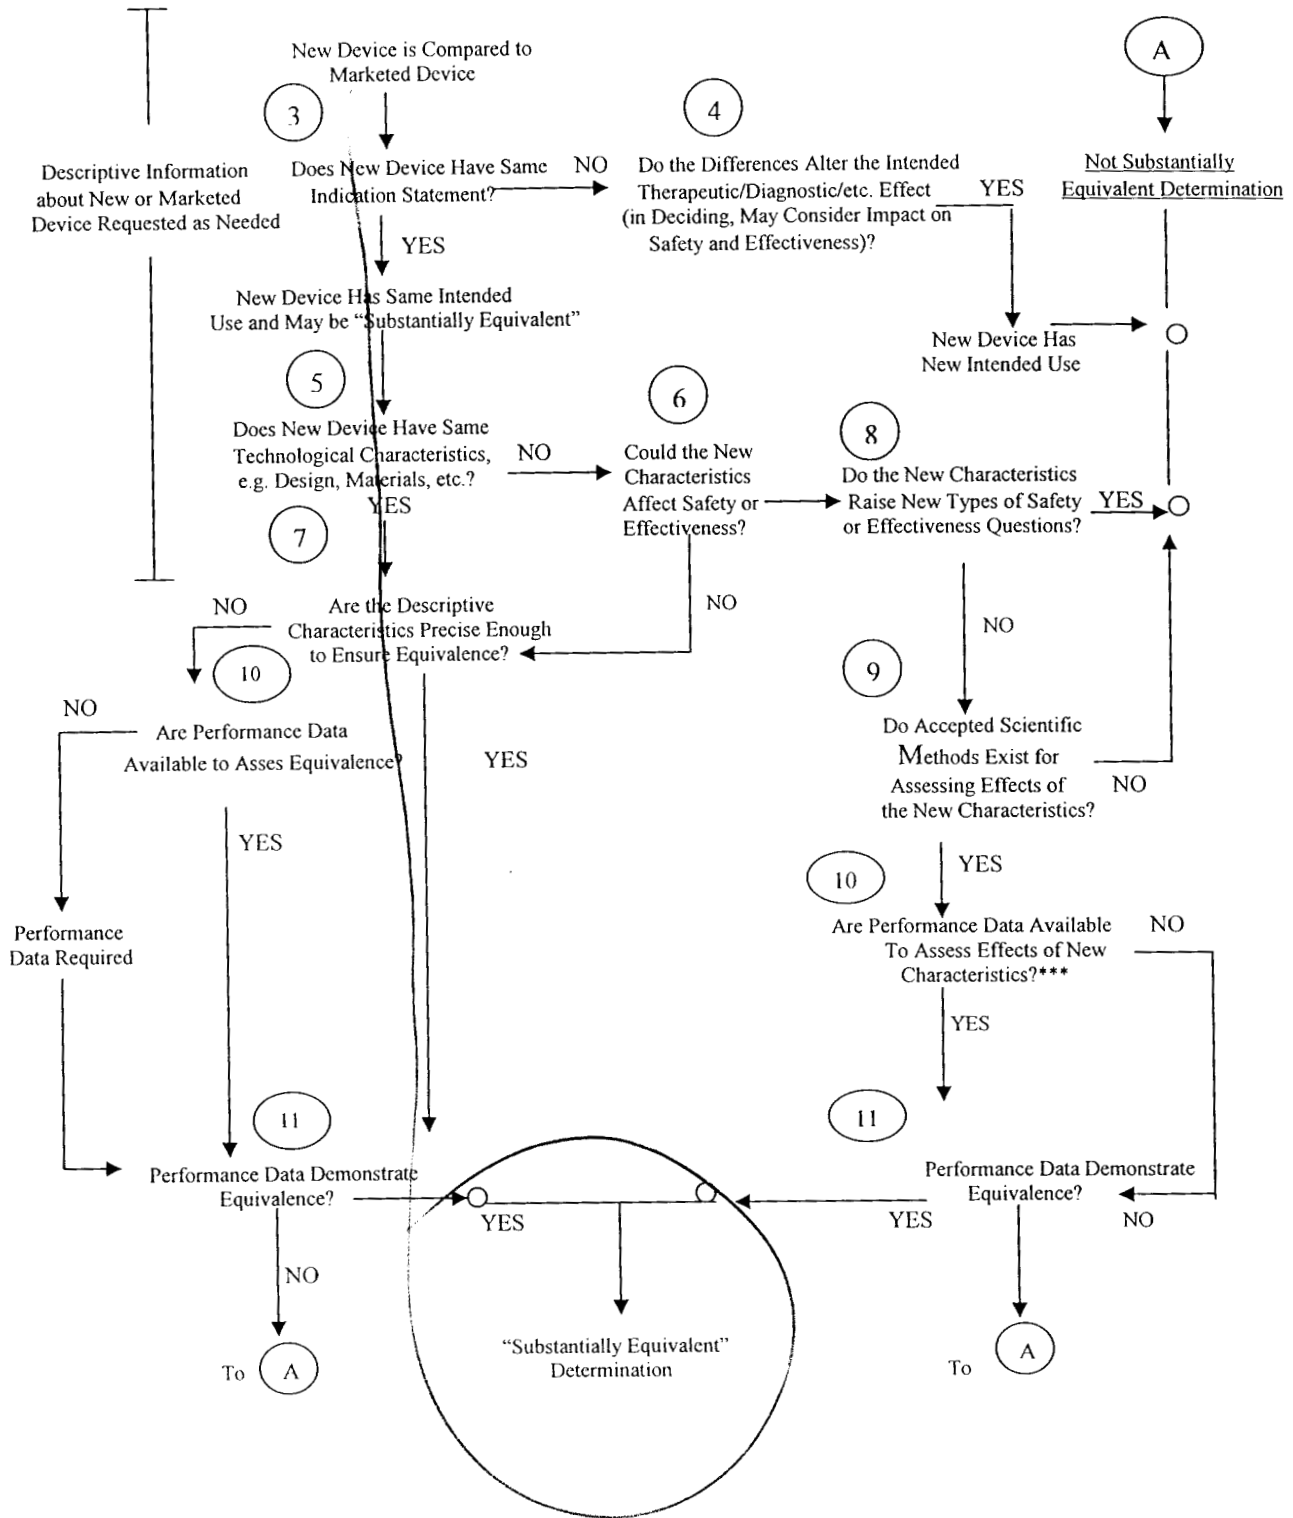 New Device is Compared to
Marketed Device
A
3
4
Descriptive Information
about New or Marketed
Device Requested as Needed
Does New Device Have Same
Indication Statement?
NO
Do the Differences Alter the Intended
Therapeutic/Diagnostic/etc. Effect
(in Deciding, May Consider Impact on
Safety and Effectiveness)?
YES
Not Substantially
Equivalent Determination
YES
New Device Has Same Intended
Use and May be “Substantially Equivalent”
New Device Has
New Intended Use
5
6
8
Does New Device Have Same
Technological Characteristics,
e.g. Design, Materials, etc.?
NO
Could the New
Characteristics
Affect Safety or
Effectiveness?
Do the New Characteristics
Raise New Types of Safety
or Effectiveness Questions?
YES
YES
7
NO
Are the Descriptive
Characteristics Precise Enough
to Ensure Equivalence?
NO
NO
10
9
NO
Are Performance Data
Available to Asses Equivalence?
YES
Do Accepted Scientific
Methods Exist for
Assessing Effects of
the New Characteristics?
NO
YES
YES
10
Performance
Data Required
Are Performance Data Available
To Assess Effects of New
Characteristics?***
NO
YES
11
11
Performance Data Demonstrate
Equivalence?
YES
Performance Data Demonstrate
Equivalence?
YES
NO
NO
“Substantially Equivalent”
Determination
To
A
To
A